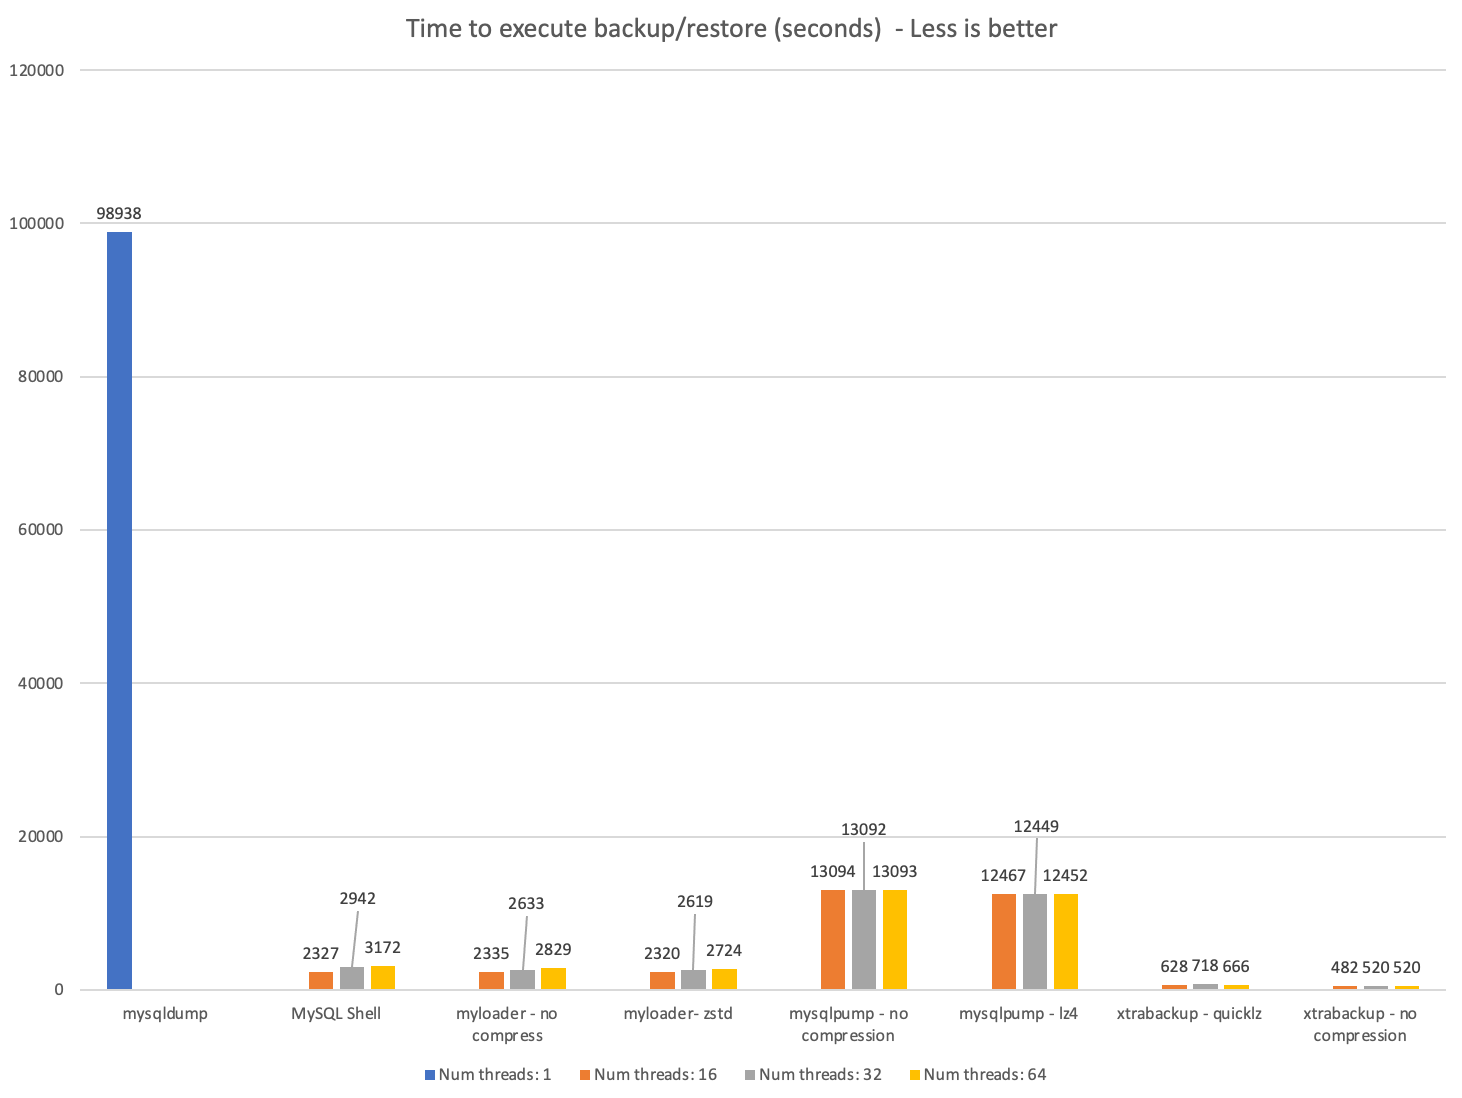 Time to execute backup/restore (seconds)  - Less is better
120000
100000
80000
60000
40000
20000
0
98938
2327
2942
3172
2335
2633
2829
2320
2619
2724
13094
13092
13093
12467
12449
12452
628 718 666
482 520 520
mysqldump
MySQL Shell
myloader - no
compress
myloader- zstd
mysqlpump - no
compression
mysqlpump - lz4
xtrabackup - quicklz
xtrabackup - no
compression
Num threads: 1
Num threads: 16
Num threads: 32
Num threads: 64